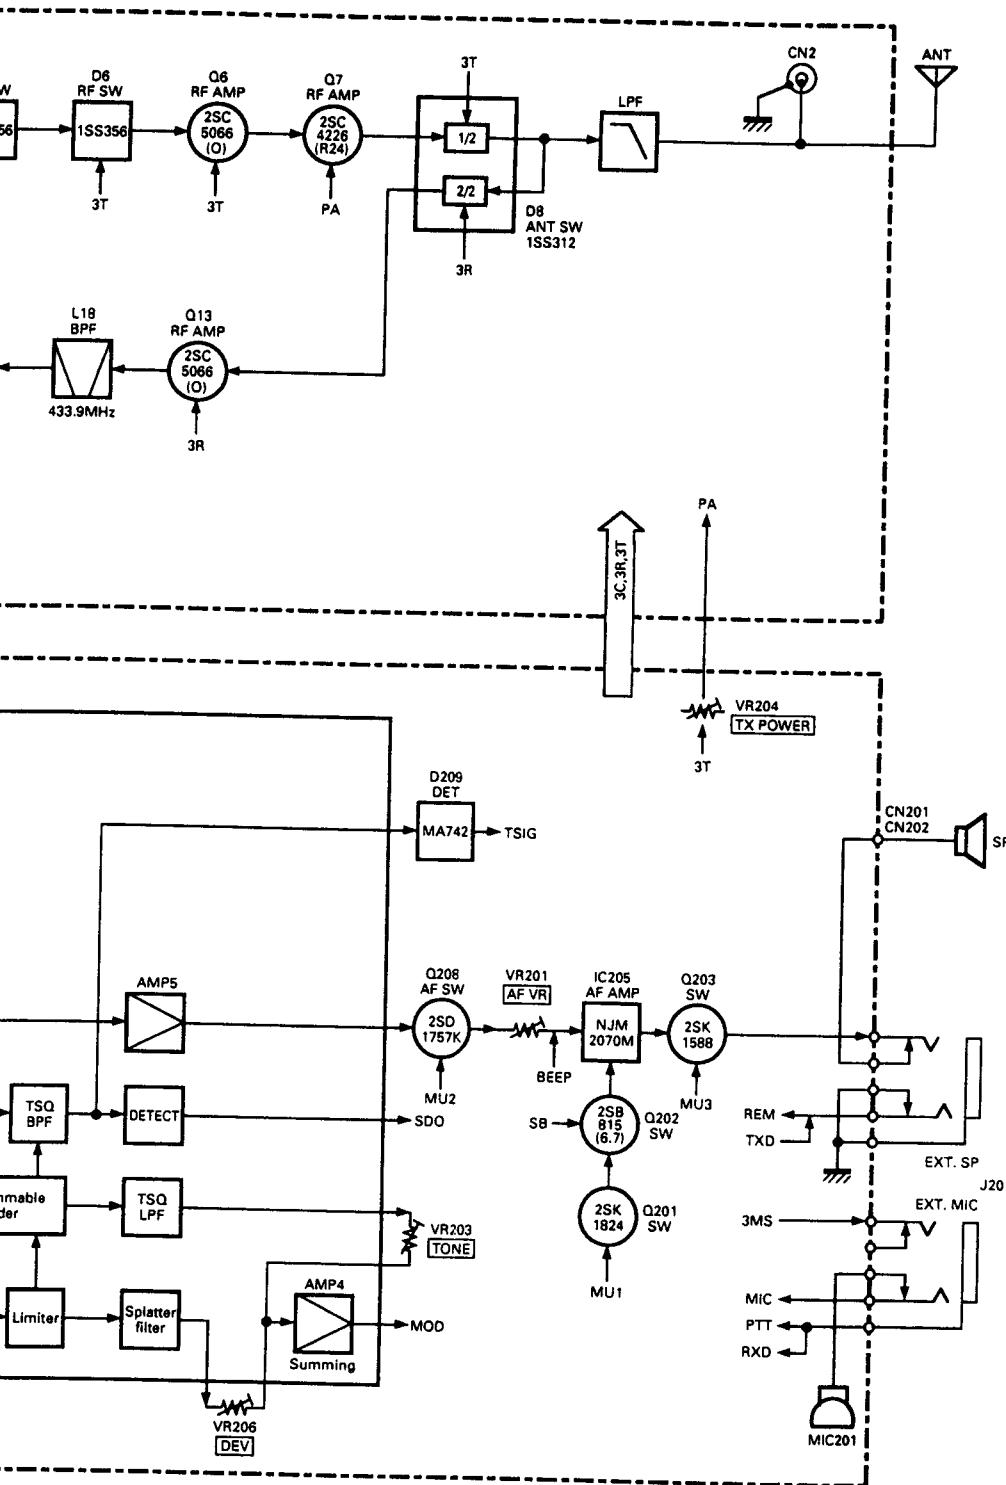 CN2
ANT
W
56
D6
RF SW
1SS356
3T
Q6
RF AMP
2SC
5066
(O)
3T
Q7
RF AMP
2SC
4226
(R24)
PA
3T
1/2
2/2
3R
D8
ANT SW
1SS312
LPF
L18
BPF
433.9MHz
Q13
RF AMP
2SC
5066
(O)
3R
3C,3R,3T
PA
VR204
TX POWER
3T
D209
DET
MA742
TSIG
CN201
CN202
SP
AMP5
Q208
AF SW
2SD
1757K
MU2
VR201
AF VR
BEEP
IC205
AF AMP
NJM
2070M
Q203
SW
2SK
1588
MU3
TSQ
BPF
DETECT
SDO
SB
2SB
815
(6.7)
Q202
SW
REM
TXD
EXT. SP
J20
mmable
der
TSQ
LPF
VR203
TONE
2SK
1824
Q201
SW
MU1
3MS
EXT. MIC
Limiter
Splatter
filter
AMP4
Summing
MOD
MIC
PTT
RXD
VR206
DEV
MIC201